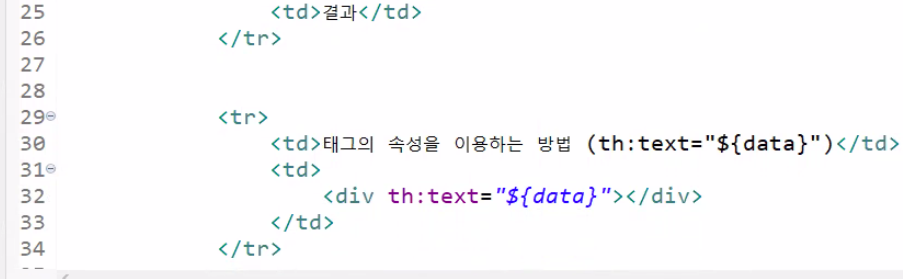 25 <td>결과</td>
26 </tr>
27
28
29 <tr>
30 <td>태그의 속성을 이용하는 방법 (th:text="${data}")</td>
31 <td>
32 <div th:text="${data}"></div>
33 </td>
34 </tr>